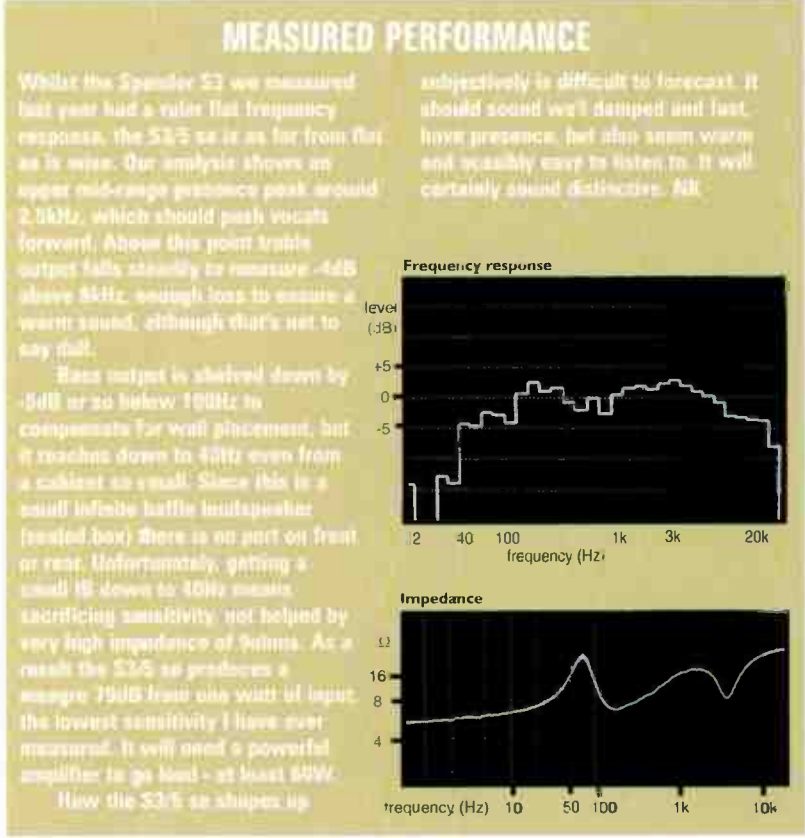 MEASURED PERFORMANCE
Whilst the Spendor S3 we measured
last year had a ruler flat frequency
response, the S3/5 se is as far from flat
as is wise. Our analysis shows an
upper mid-range presence peak around
2.5kHz, which should push vocals
forward. Above this point treble
output falls steadily to measure -4dB
above 8kHz, enough loss to ensure a
warm sound, although that's not to
say dull.
Bass output is shelved down by
-5dB or so below 100Hz to
compensate for wall placement, but
it reaches down to 40Hz even from
a cabinet so small. Since this is a
small infinite baffle loudspeaker
(sealed box) there is no port on front
or rear. Unfortunately, getting a
small IB down to 40Hz means
sacrificing sensitivity, not helped by
very high impedance of 9ohms. As a
result the S3/5 se produces a
meagre 79dB from one watt of input,
the lowest sensitivity I have ever
measured. It will need a powerful
amplifier to go loud - at least 60W.
How the S3/5 se shapes up
subjectively is difficult to forecast. It
should sound well damped and fast,
have presence, but also seem warm
and possibly easy to listen to. It will
certainly sound distinctive. NK
Frequency response
level
(dB)
+5
0
-5
12 40 100 1k 3k 20k
frequency (Hz)
Impedance
Ω
16
8
4
frequency (Hz) 10 50 100 1k 10k